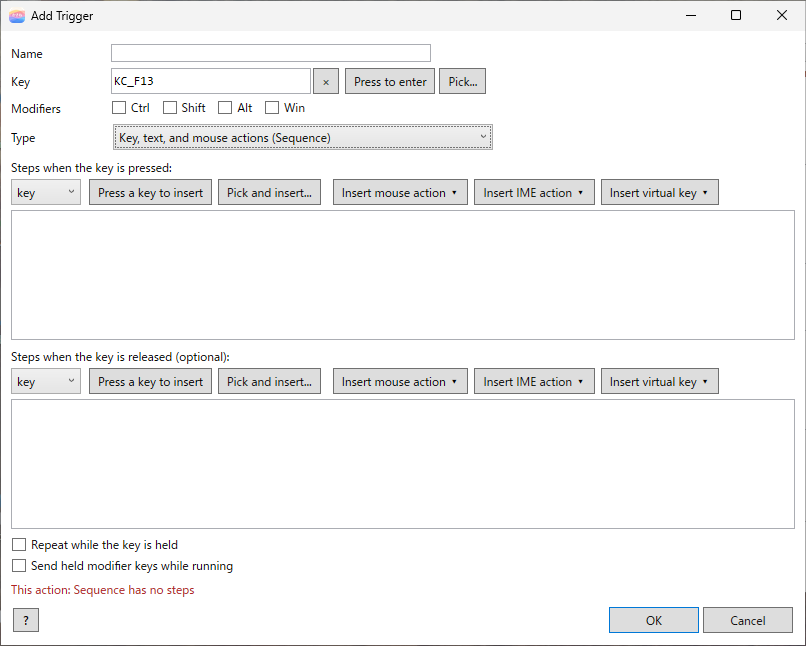 Add Trigger
Name
Key KC_F13 × Press to enter Pick...
Modifiers Ctrl Shift Alt Win
Type Key, text, and mouse actions (Sequence)
Steps when the key is pressed:
key Press a key to insert Pick and insert... Insert mouse action Insert IME action Insert virtual key
Steps when the key is released (optional):
key Press a key to insert Pick and insert... Insert mouse action Insert IME action Insert virtual key
Repeat while the key is held
Send held modifier keys while running
This action: Sequence has no steps
? OK Cancel